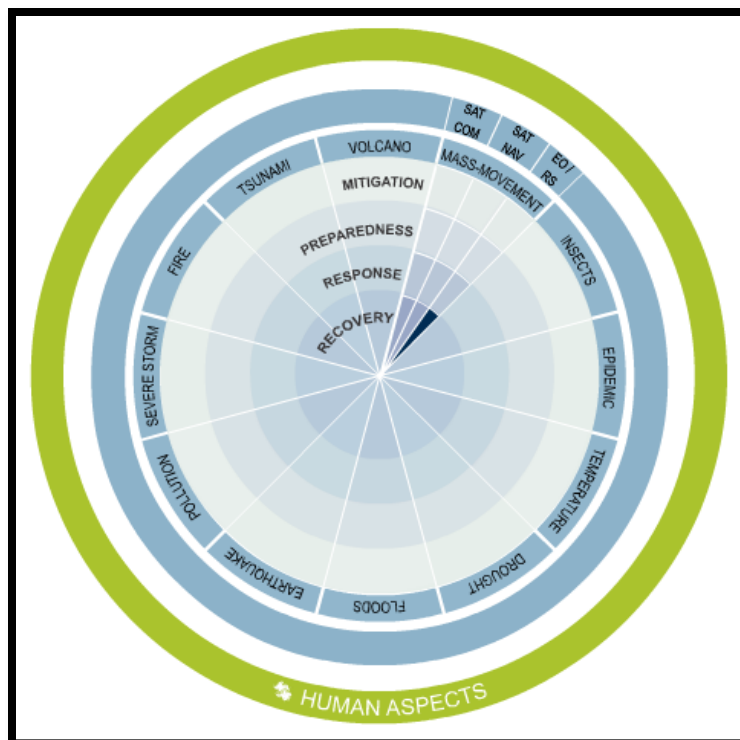 SAT
COM
SAT
NAV
EO /
RS
VOLCANO
MASS-MOVEMENT
INSECTS
EPIDEMIC
TEMPERATURE
DROUGHT
FLOODS
EARTHQUAKE
POLLUTION
SEVERE STORM
FIRE
TSUNAMI
MITIGATION
PREPAREDNESS
RESPONSE
RECOVERY
HUMAN ASPECTS